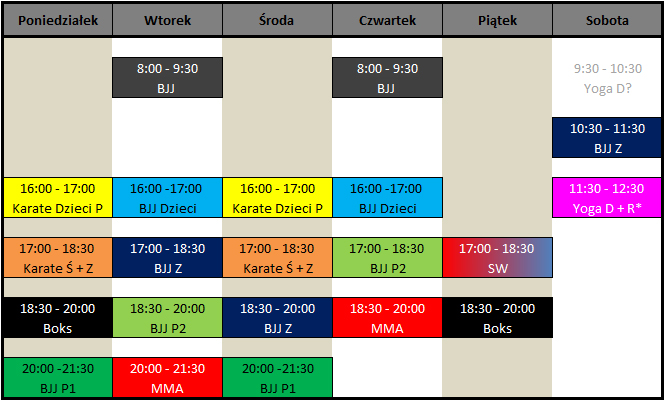 Poniedziałek Wtorek Środa Czwartek Piątek Sobota
8:00 - 9:30 8:00 - 9:30 9:30 - 10:30
BJJ BJJ Yoga D?
10:30 - 11:30
BJJ Z
16:00 - 17:00 16:00 -17:00 16:00 - 17:00 16:00 -17:00 11:30 - 12:30
Karate Dzieci P BJJ Dzieci Karate Dzieci P BJJ Dzieci Yoga D + R*
17:00 - 18:30 17:00 - 18:30 17:00 - 18:30 17:00 - 18:30 17:00 - 18:30
Karate Ś + Z BJJ Z Karate Ś + Z BJJ P2 SW
18:30 - 20:00 18:30 - 20:00 18:30 - 20:00 18:30 - 20:00 18:30 - 20:00
Boks BJJ P2 BJJ Z MMA Boks
20:00 -21:30 20:00 - 21:30 20:00 -21:30
BJJ P1 MMA BJJ P1